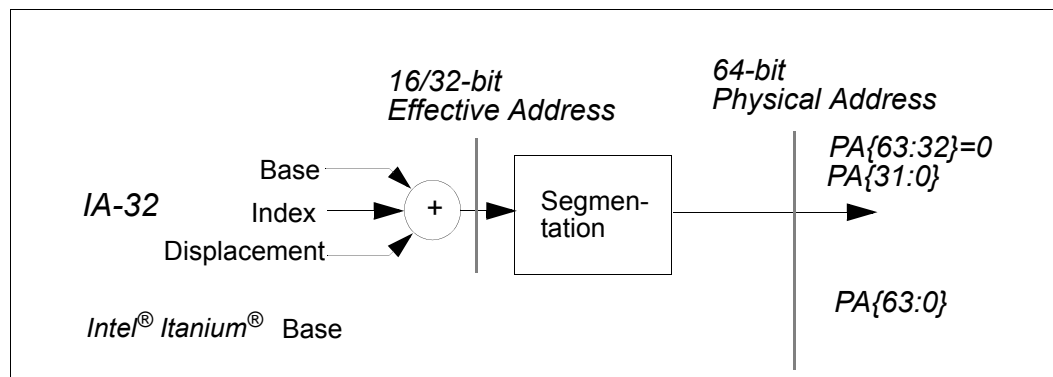 16/32-bit
Effective Address
64-bit
Physical Address
PA{63:32}=0
PA{31:0}
Base
IA-32
Index
Displacement
+
Segmen-
tation
PA{63:0}
Intel® Itanium® Base